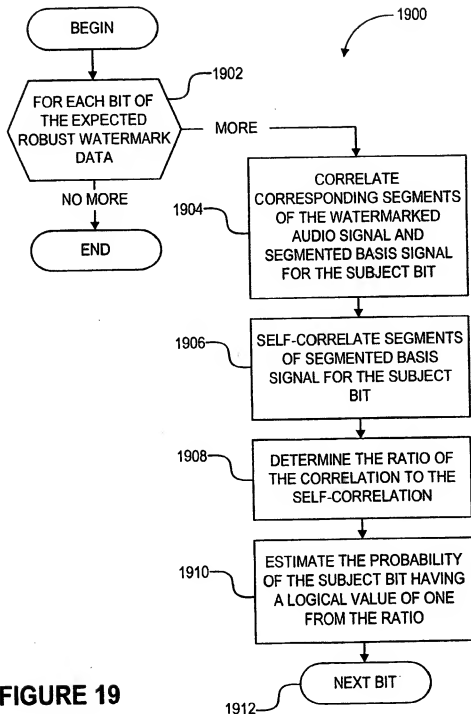 BEGIN
1900
1902
FOR EACH BIT OF
THE EXPECTED
ROBUST WATERMARK
DATA
MORE
NO MORE
END
1904
CORRELATE
CORRESPONDING SEGMENTS
OF THE WATERMARKED
AUDIO SIGNAL AND
SEGMENTED BASIS SIGNAL
FOR THE SUBJECT BIT
1906
SELF-CORRELATE SEGMENTS
OF SEGMENTED BASIS
SIGNAL FOR THE SUBJECT
BIT
1908
DETERMINE THE RATIO OF
THE CORRELATION TO THE
SELF-CORRELATION
1910
ESTIMATE THE PROBABILITY
OF THE SUBJECT BIT HAVING
A LOGICAL VALUE OF ONE
FROM THE RATIO
NEXT BIT
1912
FIGURE 19